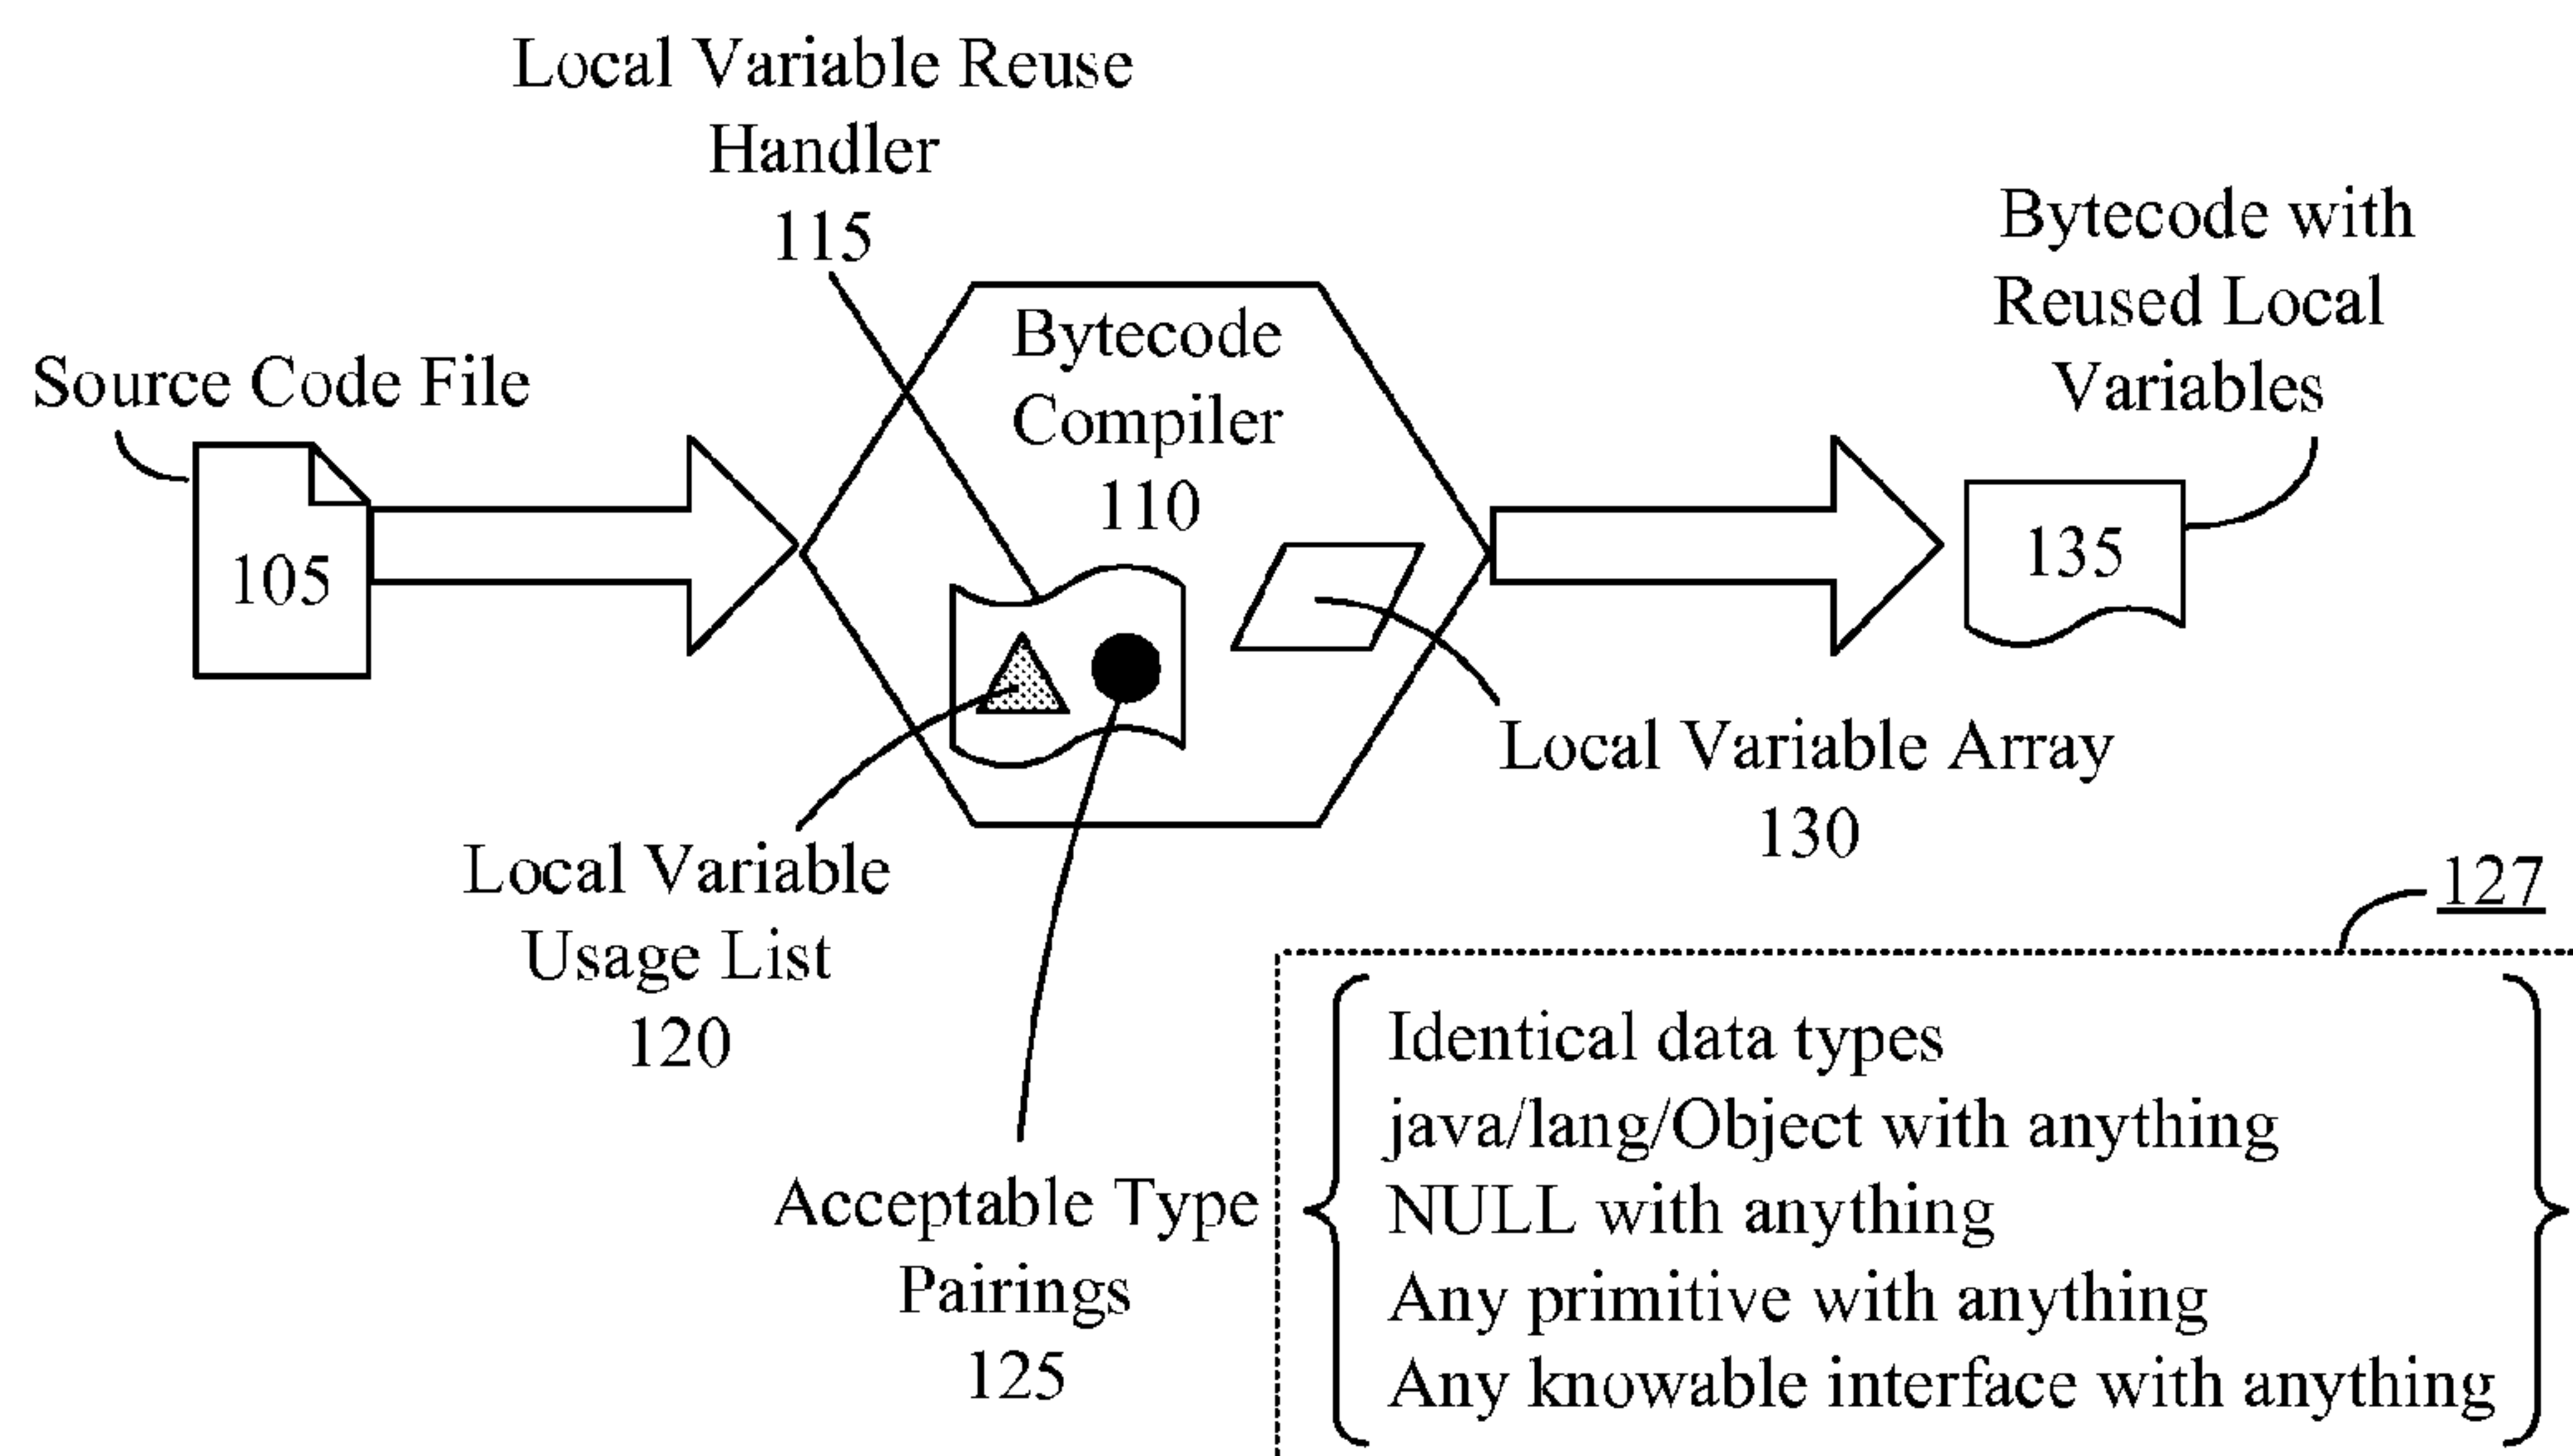 Local Variable Reuse
Handler
115
Bytecode with
Reused Local
Variables
135
Source Code File
105
Bytecode
Compiler
110
Local Variable Array
130
Local Variable
Usage List
120
Acceptable Type
Pairings
125
127
Identical data types
java/lang/Object with anything
NULL with anything
Any primitive with anything
Any knowable interface with anything